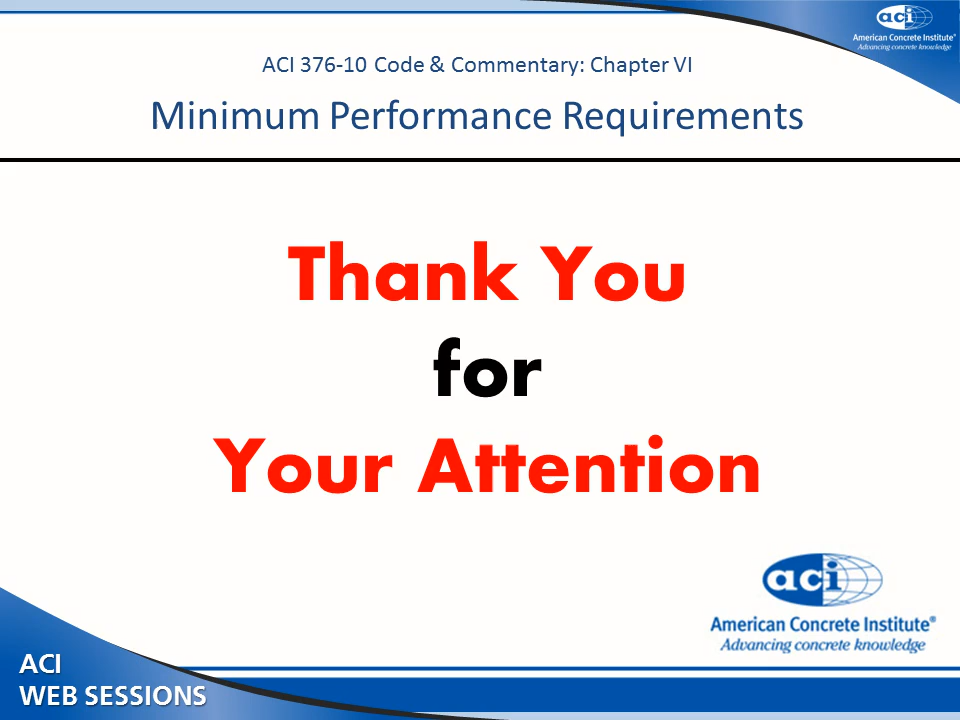 aci
American Concrete Institute®
Advancing concrete knowledge
ACI 376-10 Code & Commentary: Chapter VI
Minimum Performance Requirements
Thank You
for
Your Attention
aci
American Concrete Institute®
Advancing concrete knowledge
ACI
WEB SESSIONS